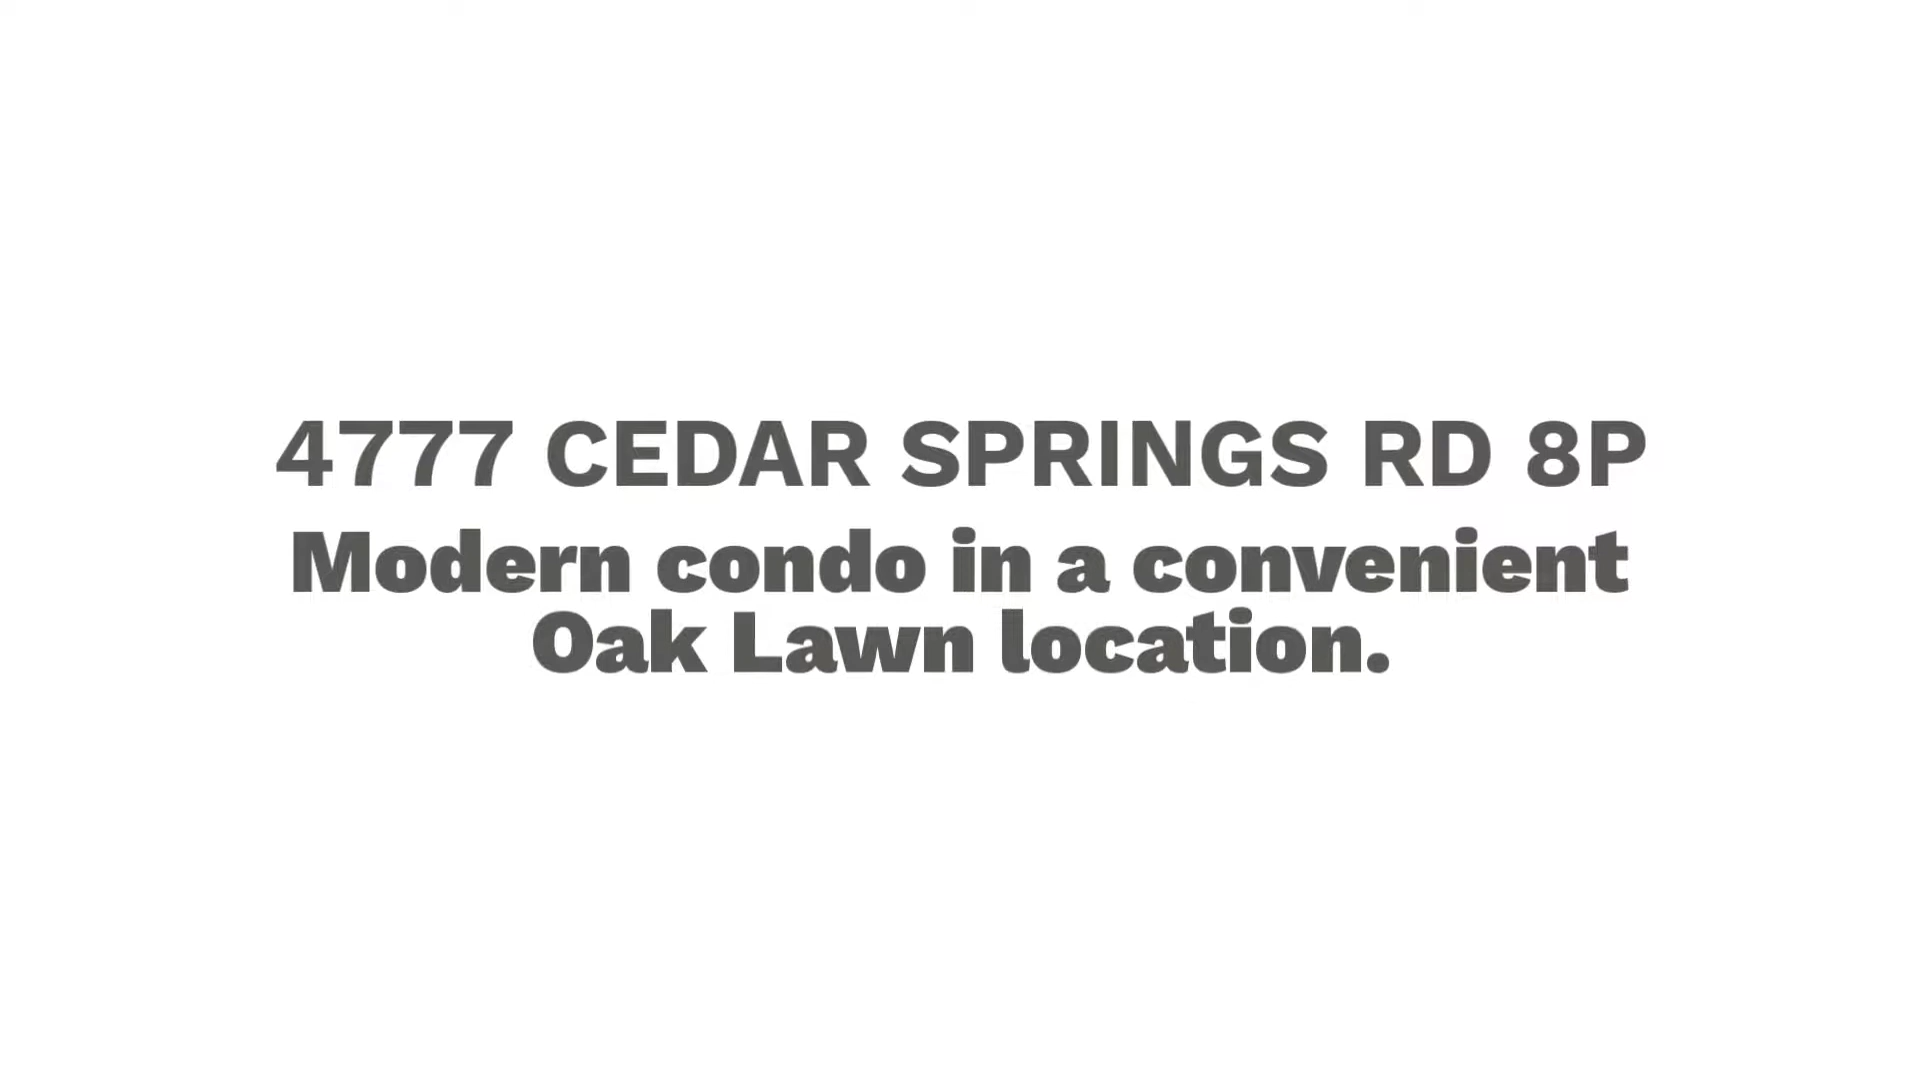 4777 CEDAR SPRINGS RD 8P
Modern condo in a convenient
Oak Lawn location.